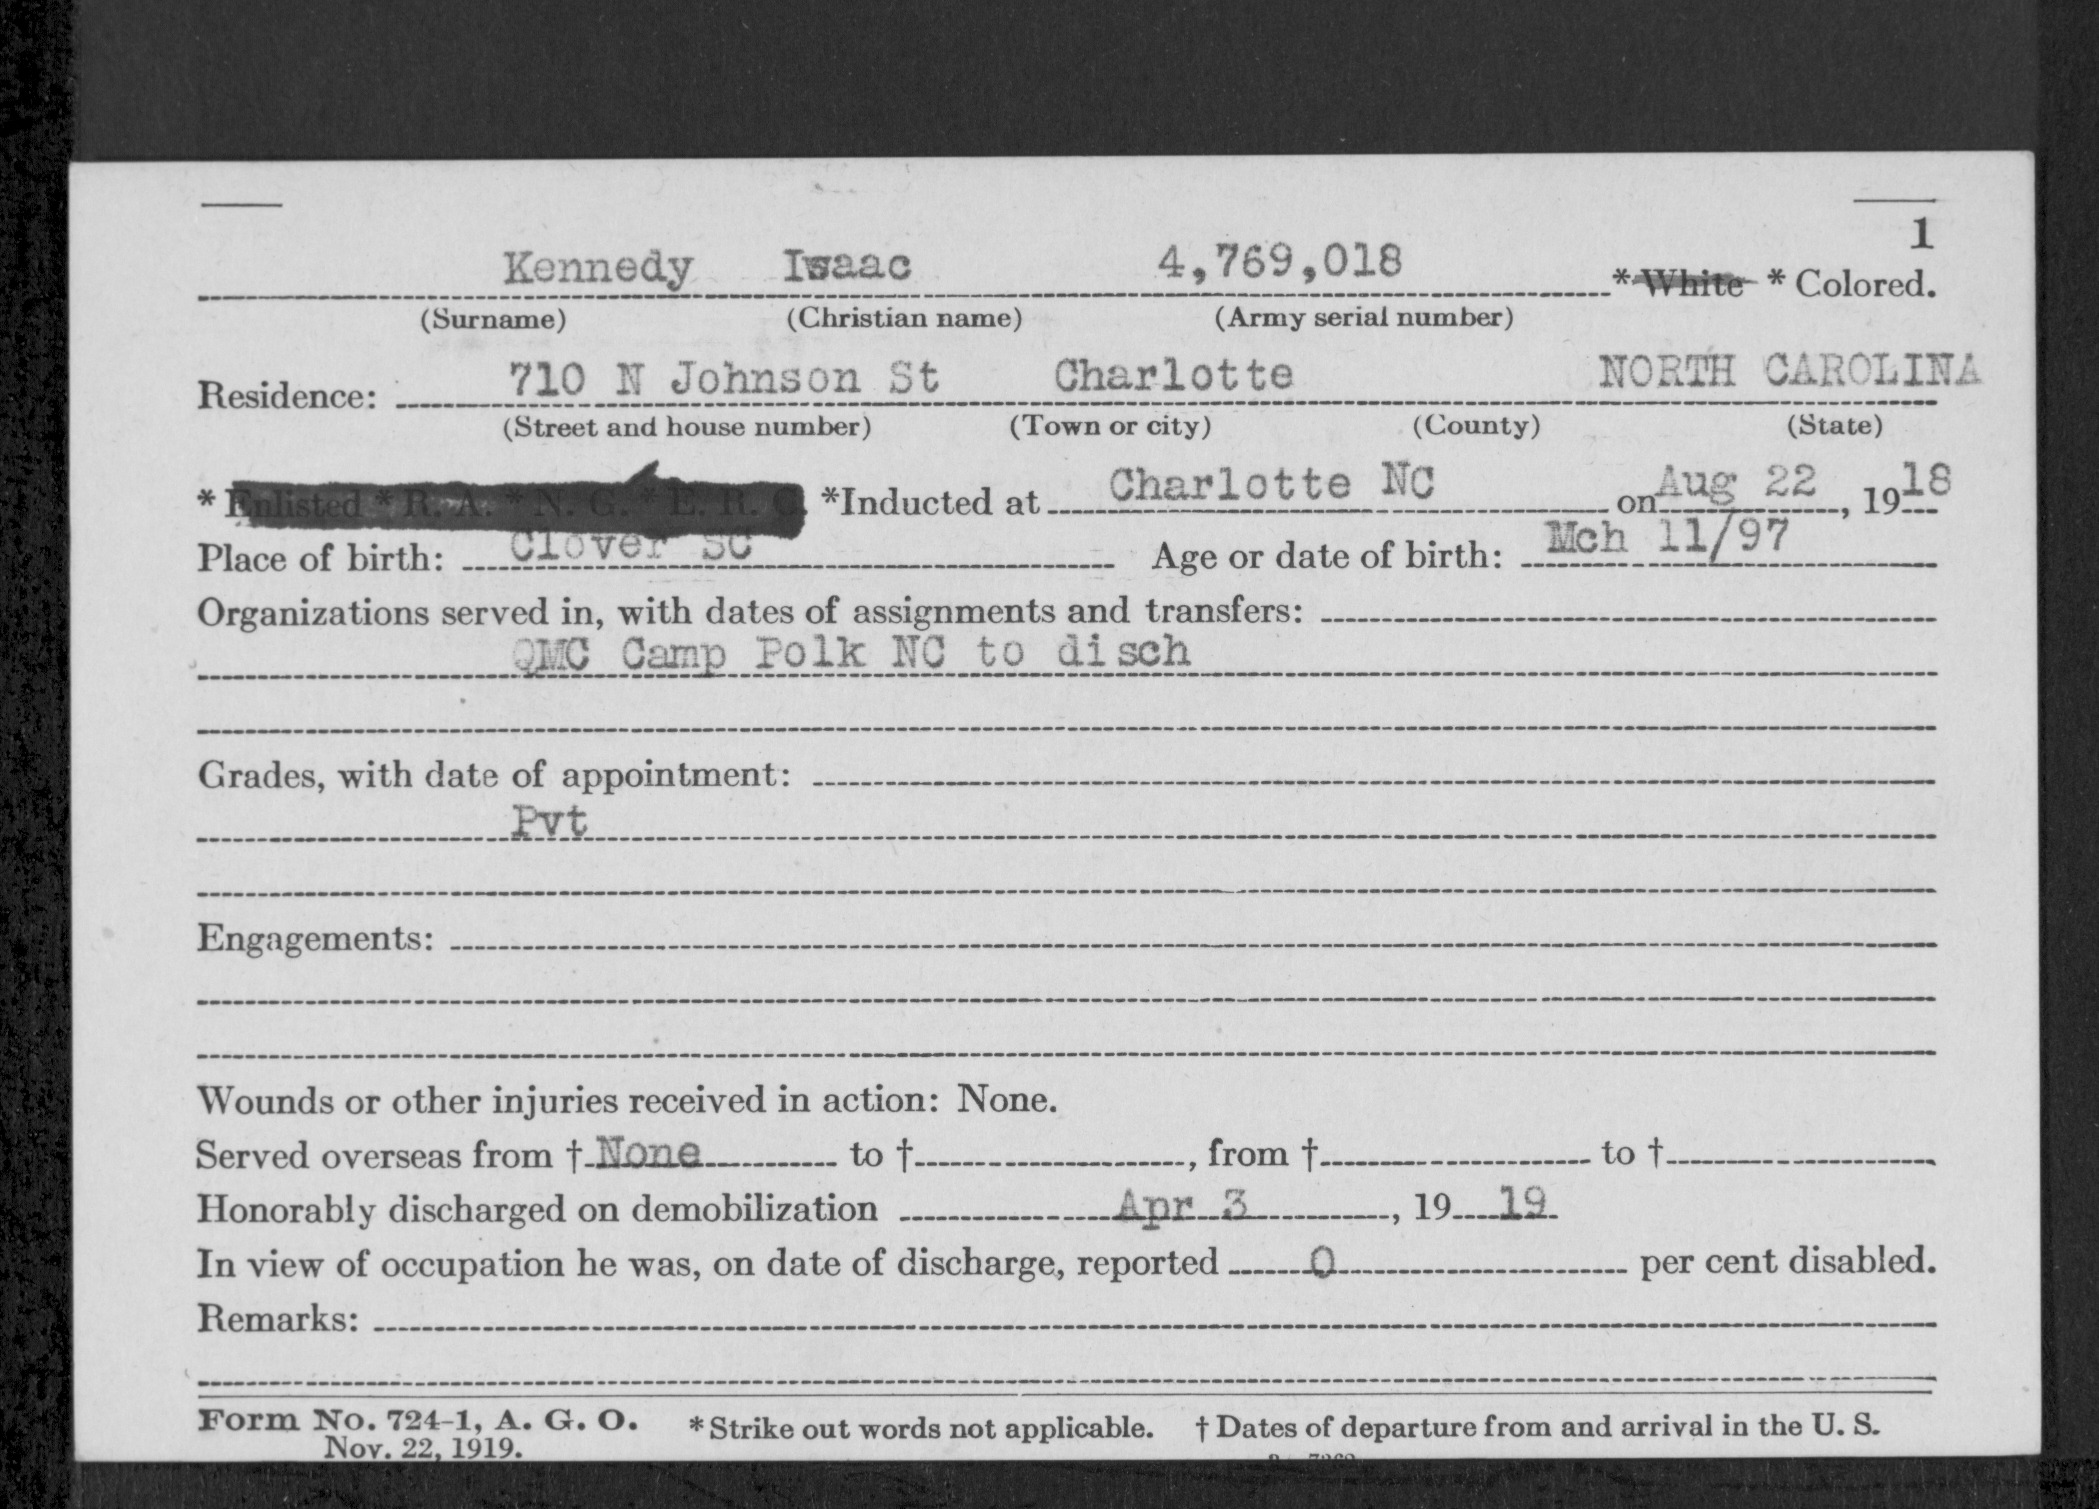 1
Kennedy Isaac 4,769,018 * White * Colored.
(Surname) (Christian name) (Army serial number)
Residence: 710 N Johnson St Charlotte NORTH CAROLINA
(Street and house number) (Town or city) (County) (State)
* Enlisted * R. A. * N. G. * E. R. C. *Inducted at Charlotte NC on Aug 22, 1918
Place of birth: Clover SC Age or date of birth: Mch 11/97
Organizations served in, with dates of assignments and transfers:
QMC Camp Polk NC to disch
Grades, with date of appointment:
Pvt
Engagements:
Wounds or other injuries received in action: None.
Served overseas from † None to †, from † to †
Honorably discharged on demobilization Apr 3, 19 19
In view of occupation he was, on date of discharge, reported 0 per cent disabled.
Remarks:
Form No. 724-1, A. G. O. * Strike out words not applicable. † Dates of departure from and arrival in the U. S.
Nov. 22, 1919.